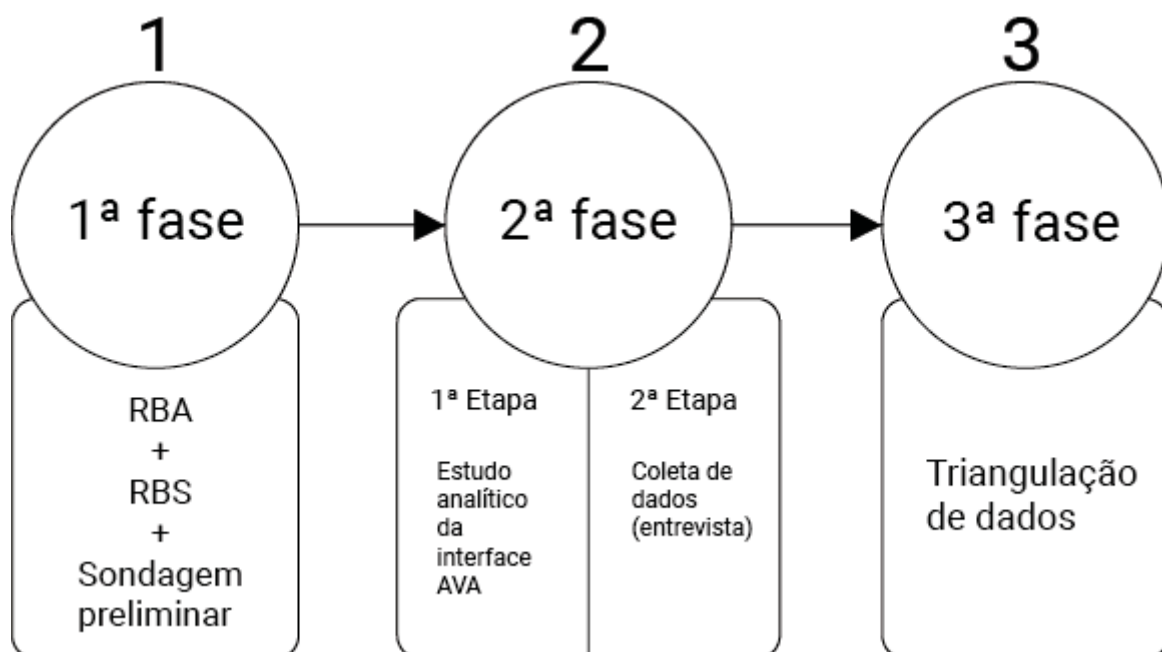 1
2
3
1ª fase
2ª fase
3ª fase
RBA
+
RBS
+
Sondagem
preliminar
1ª Etapa
Estudo
analítico
da
interface
AVA
2ª Etapa
Coleta de
dados
(entrevista)
Triangulação
de dados